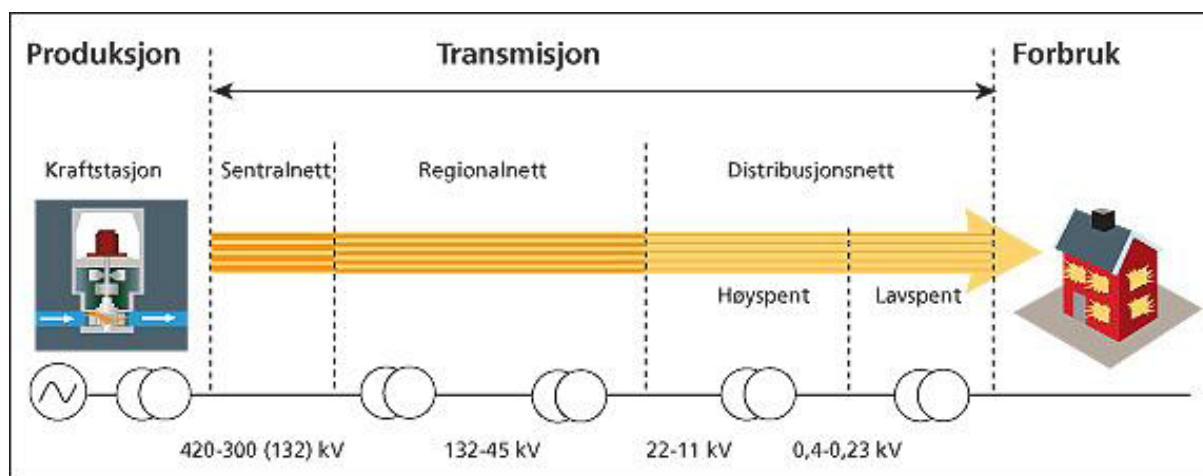 Produksjon
Transmisjon
Forbruk
Kraftstasjon
Sentralnett
Regionalnett
Distribusjonsnett
Høyspent
Lavspent
420-300 (132) kV
132-45 kV
22-11 kV
0,4-0,23 kV